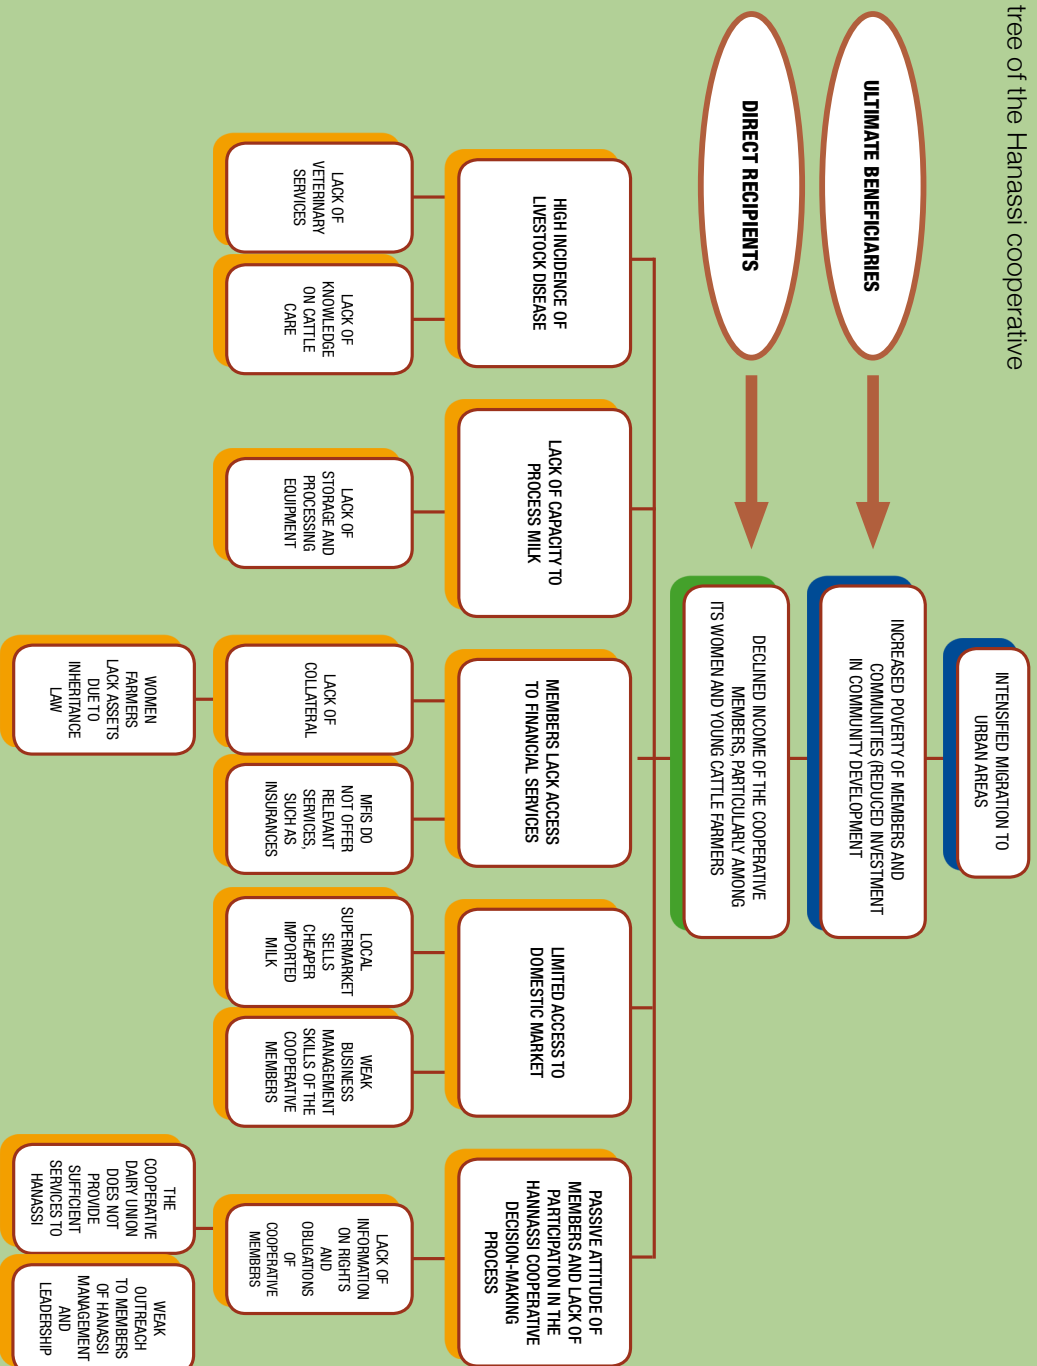 tree of the Hanassi cooperative
INTENSIFIED MIGRATION TO
URBAN AREAS
ULTIMATE BENEFICIARIES
INCREASED POVERTY OF MEMBERS AND
COMMUNITIES (REDUCED INVESTMENT
IN COMMUNITY DEVELOPMENT
DIRECT RECIPIENTS
DECLINED INCOME OF THE COOPERATIVE
MEMBERS, PARTICULARLY AMONG
ITS WOMEN AND YOUNG CATTLE FARMERS
HIGH INCIDENCE OF
LIVESTOCK DISEASE
LACK OF CAPACITY TO
PROCESS MILK
MEMBERS LACK ACCESS
TO FINANCIAL SERVICES
LIMITED ACCESS TO
DOMESTIC MARKET
PASSIVE ATTITUDE OF
MEMBERS AND LACK OF
PARTICIPATION IN THE
HANNASSI COOPERATIVE
DECISION-MAKING
PROCESS
LACK OF
VETERINARY
SERVICES
LACK OF
KNOWLEDGE
ON CATTLE
CARE
LACK OF
STORAGE AND
PROCESSING
EQUIPMENT
LACK OF
COLLATERAL
MFIS DO
NOT OFFER
RELEVANT
SERVICES,
SUCH AS
INSURANCES
LOCAL
SUPERMARKET
SELLS
CHEAPER
IMPORTED
MILK
WEAK
BUSINESS
MANAGEMENT
SKILLS OF THE
COOPERATIVE
MEMBERS
LACK OF
INFORMATION
ON RIGHTS
AND
OBLIGATIONS
OF
COOPERATIVE
MEMBERS
WOMEN
FARMERS
LACK ASSETS
DUE TO
INHERITANCE
LAW
THE
COOPERATIVE
DAIRY UNION
DOES NOT
PROVIDE
SUFFICIENT
SERVICES TO
HANASSI
WEAK
OUTREACH
TO MEMBERS
OF HANASSI
MANAGEMENT
AND
LEADERSHIP